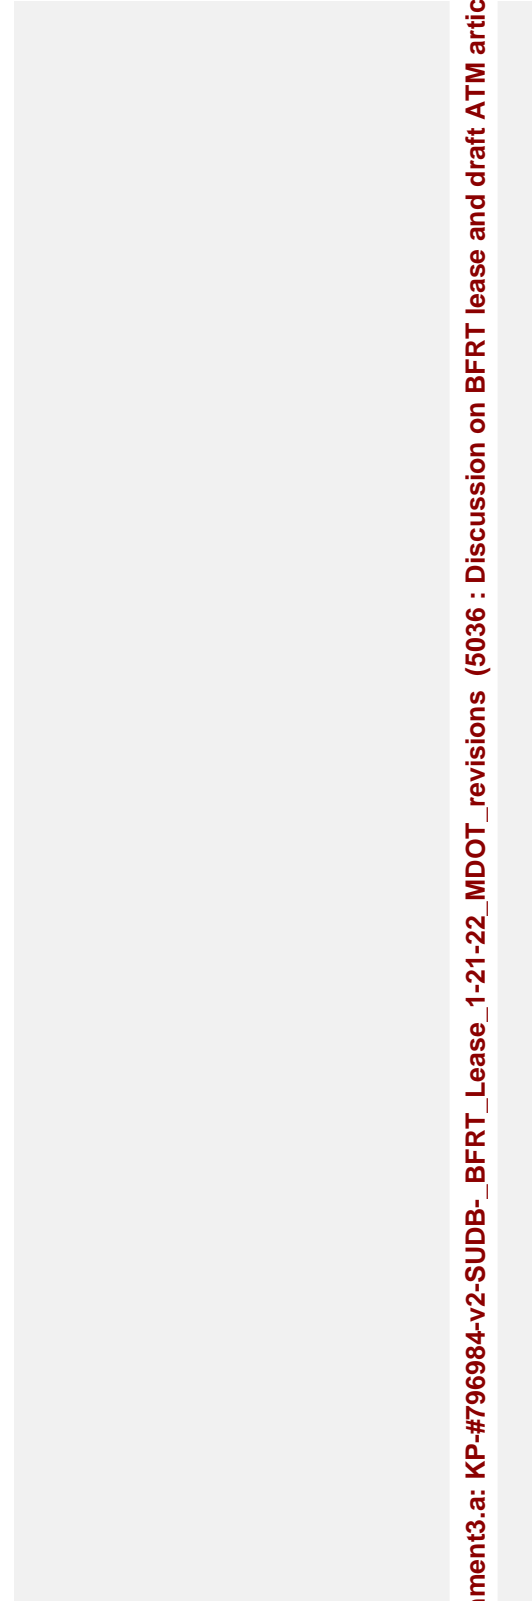 ment3.a: KP-#796984-v2-SUDB-_BFRT_Lease_1-21-22_MDOT_revisions (5036 : Discussion on BFRT lease and draft ATM artic